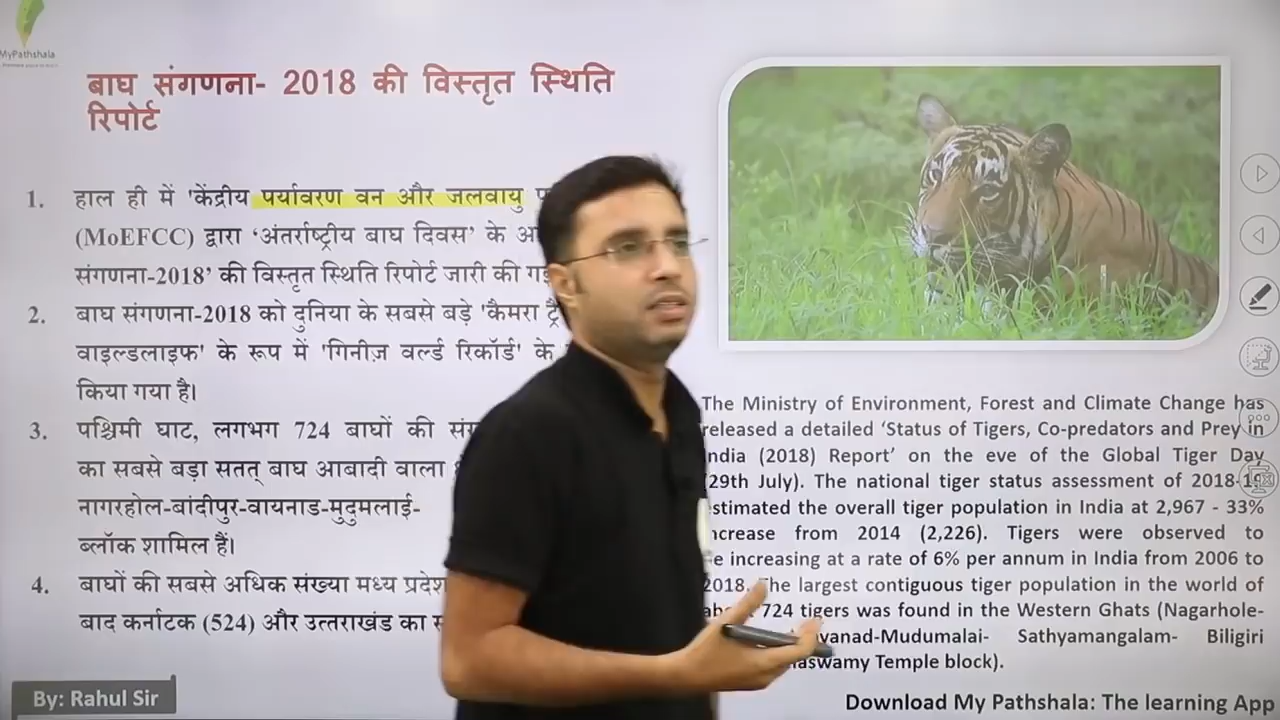 MyPathshala
बाघ संगणना- 2018 की विस्तृत स्थिति
रिपोर्ट
1. हाल ही में 'केंद्रीय पर्यावरण वन और जलवायु
(MoEFCC) द्वारा ‘अंतर्राष्ट्रीय बाघ दिवस’ के
संगणना-2018’ की विस्तृत स्थिति रिपोर्ट जारी की
2. बाघ संगणना-2018 को दुनिया के सबसे बड़े 'कैमरा
वाइल्डलाइफ' के रूप में 'गिनीज़ वर्ल्ड रिकॉर्ड' के
किया गया है।
3. पश्चिमी घाट, लगभग 724 बाघों की
का सबसे बड़ा सतत् बाघ आबादी वाला
नागरहोल-बांदीपुर-वायनाड-मुदुमलाई-
ब्लॉक शामिल हैं।
4. बाघों की सबसे अधिक संख्या मध्य प्रदेश
बाद कर्नाटक (524) और उत्तराखंड का
The Ministry of Environment, Forest and Climate Change has
released a detailed ‘Status of Tigers, Co-predators and Prey in
India (2018) Report’ on the eve of the Global Tiger Day
(29th July). The national tiger status assessment of 2018-19
estimated the overall tiger population in India at 2,967 - 33%
increase from 2014 (2,226). Tigers were observed to
be increasing at a rate of 6% per annum in India from 2006 to
2018. The largest contiguous tiger population in the world of
724 tigers was found in the Western Ghats (Nagarhole-
Mudumalai- Sathyamangalam- Biligiri
Temple block).
By: Rahul Sir
Download My Pathshala: The learning App